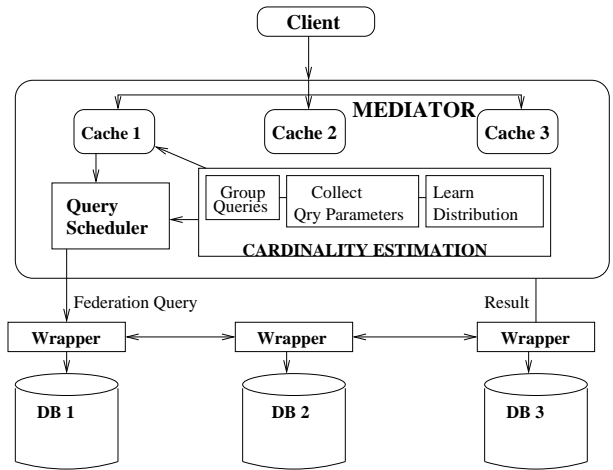 Client
MEDIATOR
Cache 1
Cache 2
Cache 3
Query
Scheduler
Group
Queries
Collect
Qry Parameters
Learn
Distribution
CARDINALITY ESTIMATION
Federation Query
Result
Wrapper
Wrapper
Wrapper
DB 1
DB 2
DB 3